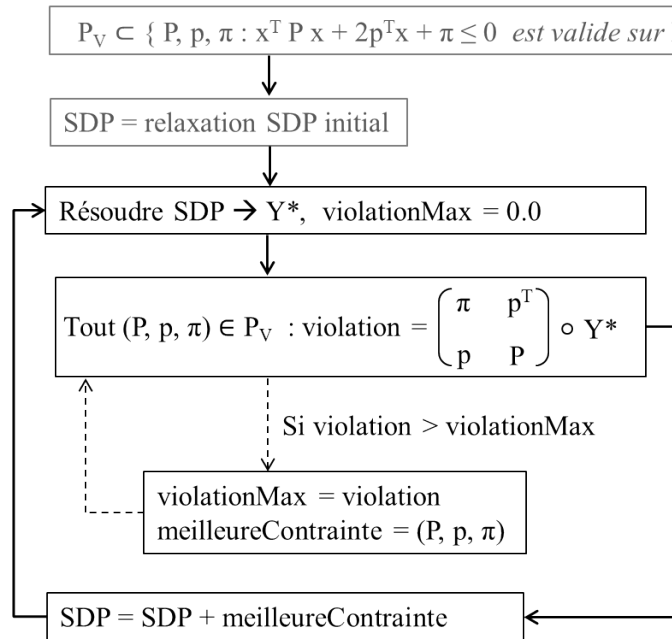 P_V ⊂ { P, p, π : x^T P x + 2p^T x + π ≤ 0 est valide sur
SDP = relaxation SDP initial
Résoudre SDP → Y*, violationMax = 0.0
π p^T
Tout (P, p, π) ∈ P_V : violation = ∘ Y*
p P
Si violation > violationMax
violationMax = violation
meilleureContrainte = (P, p, π)
SDP = SDP + meilleureContrainte